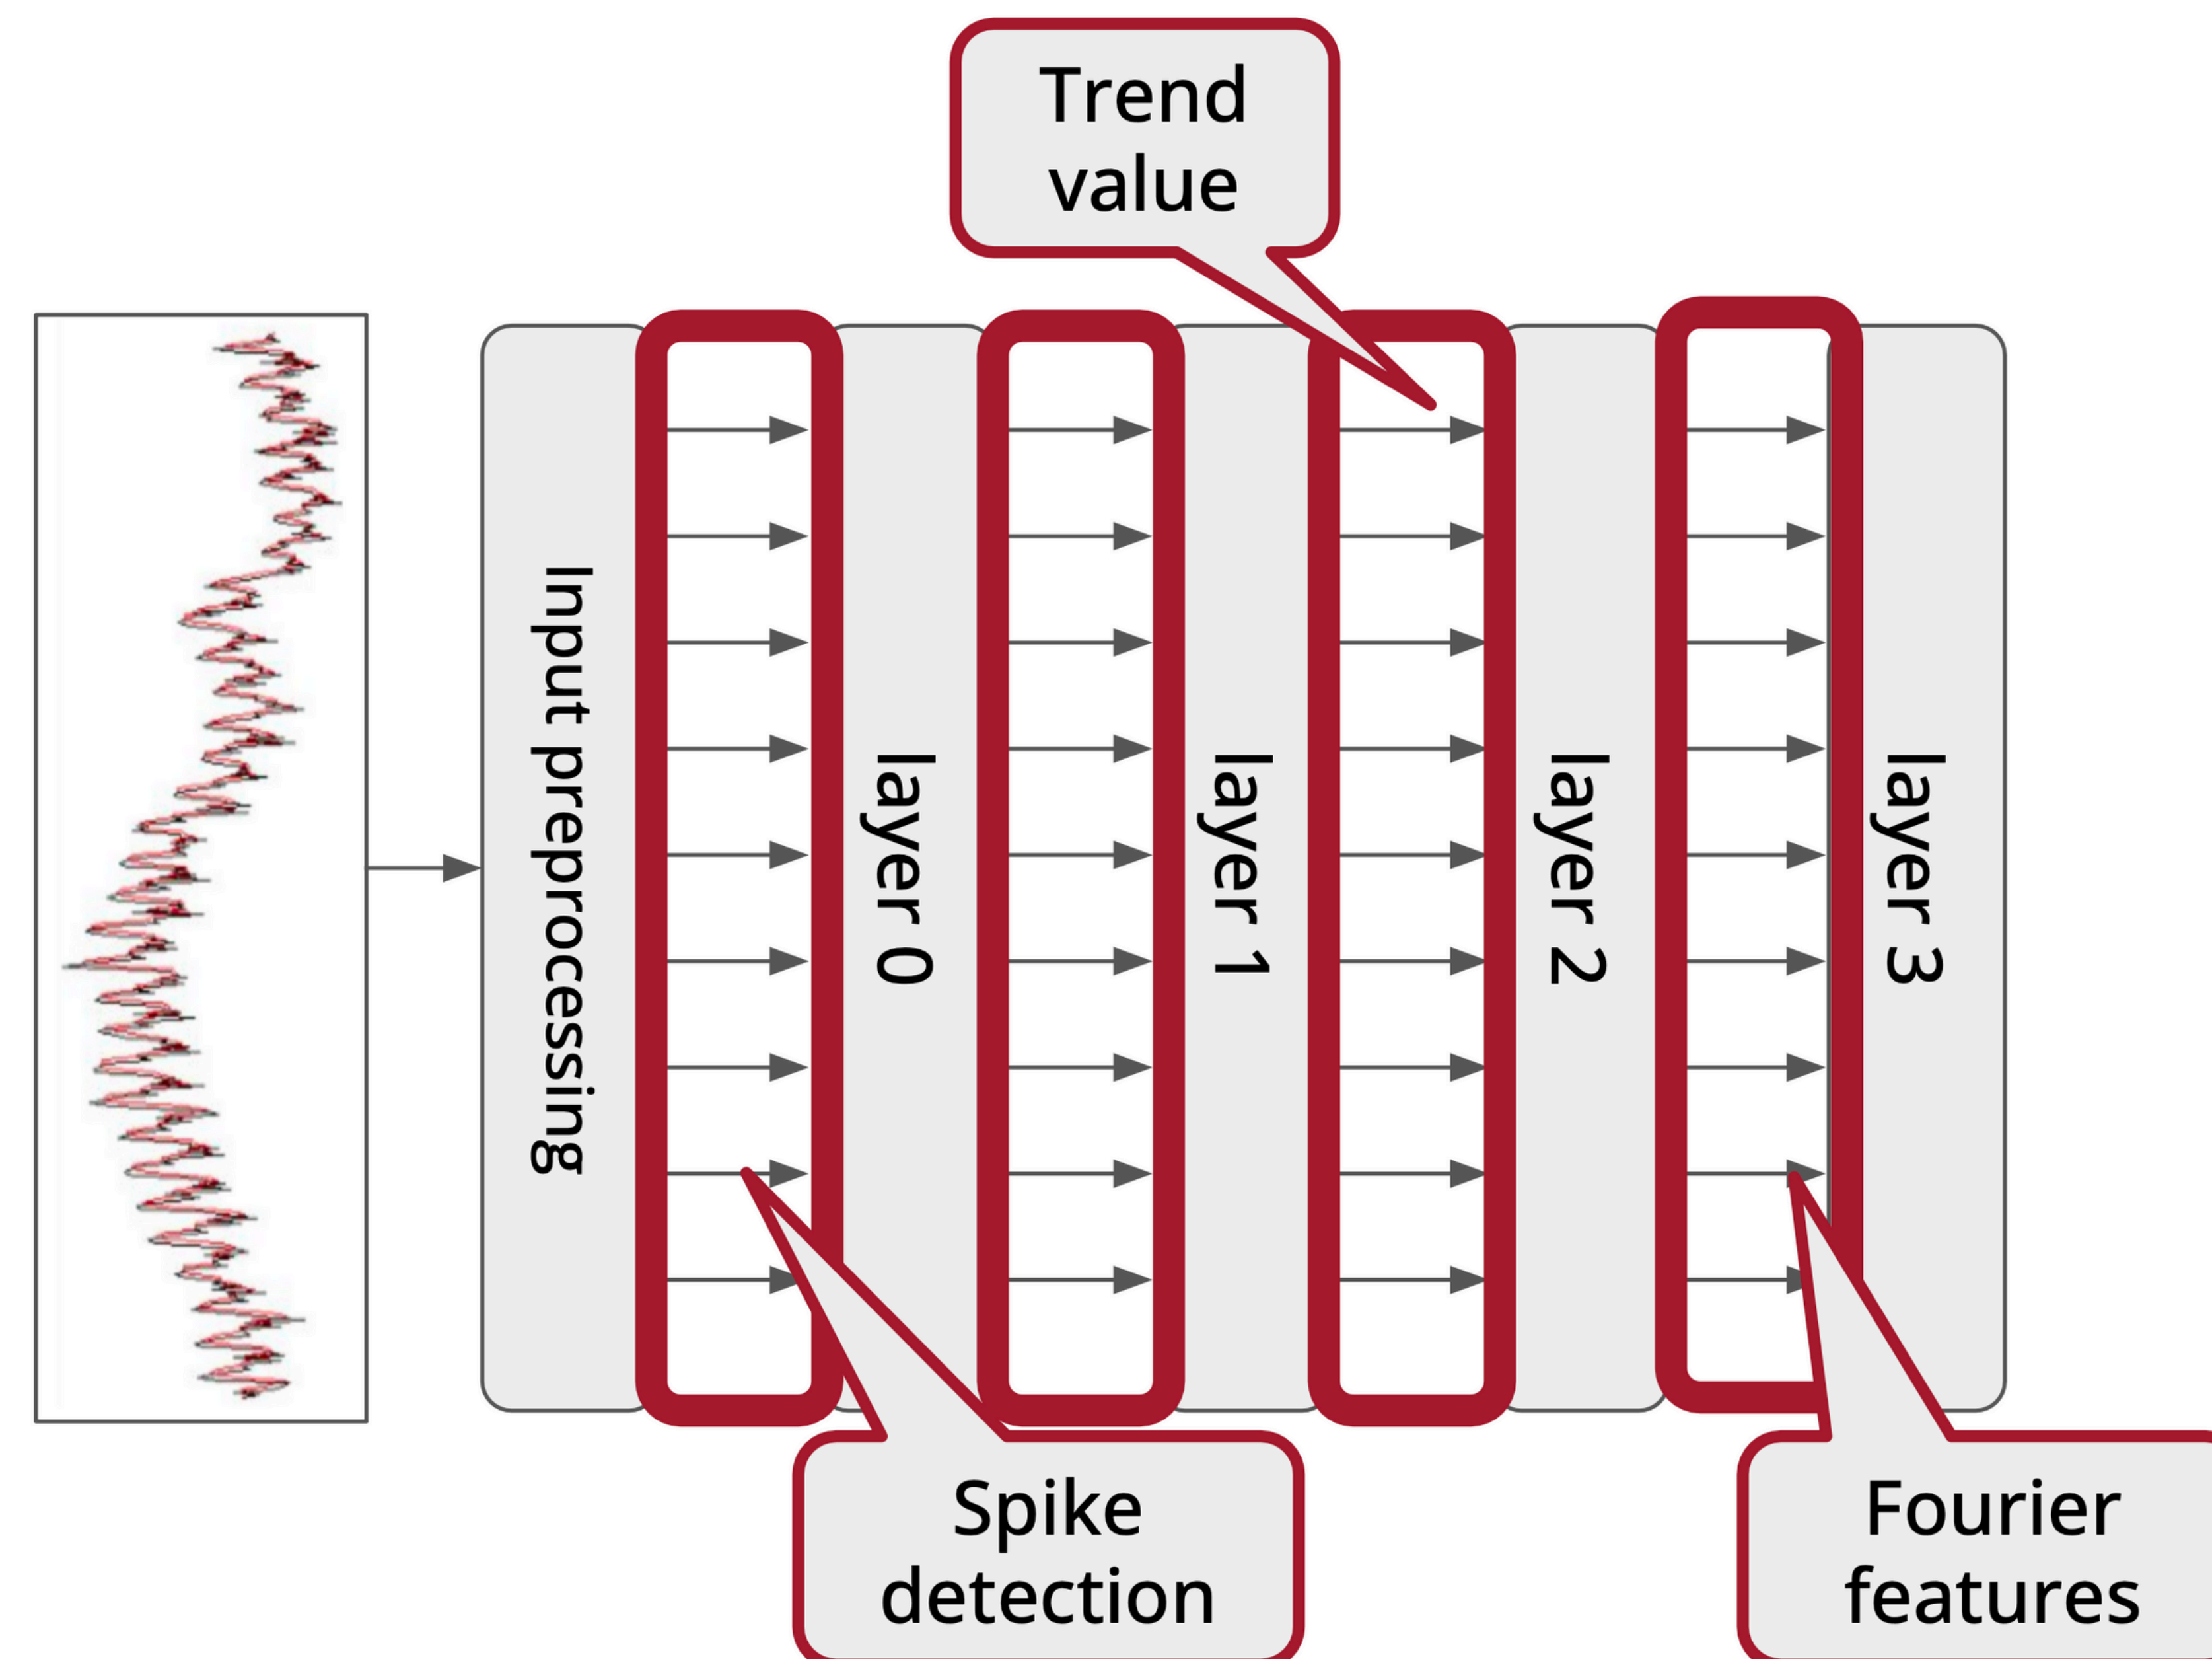 Trend
value
Input preprocessing
layer 0
layer 1
layer 2
layer 3
Spike
detection
Fourier
features